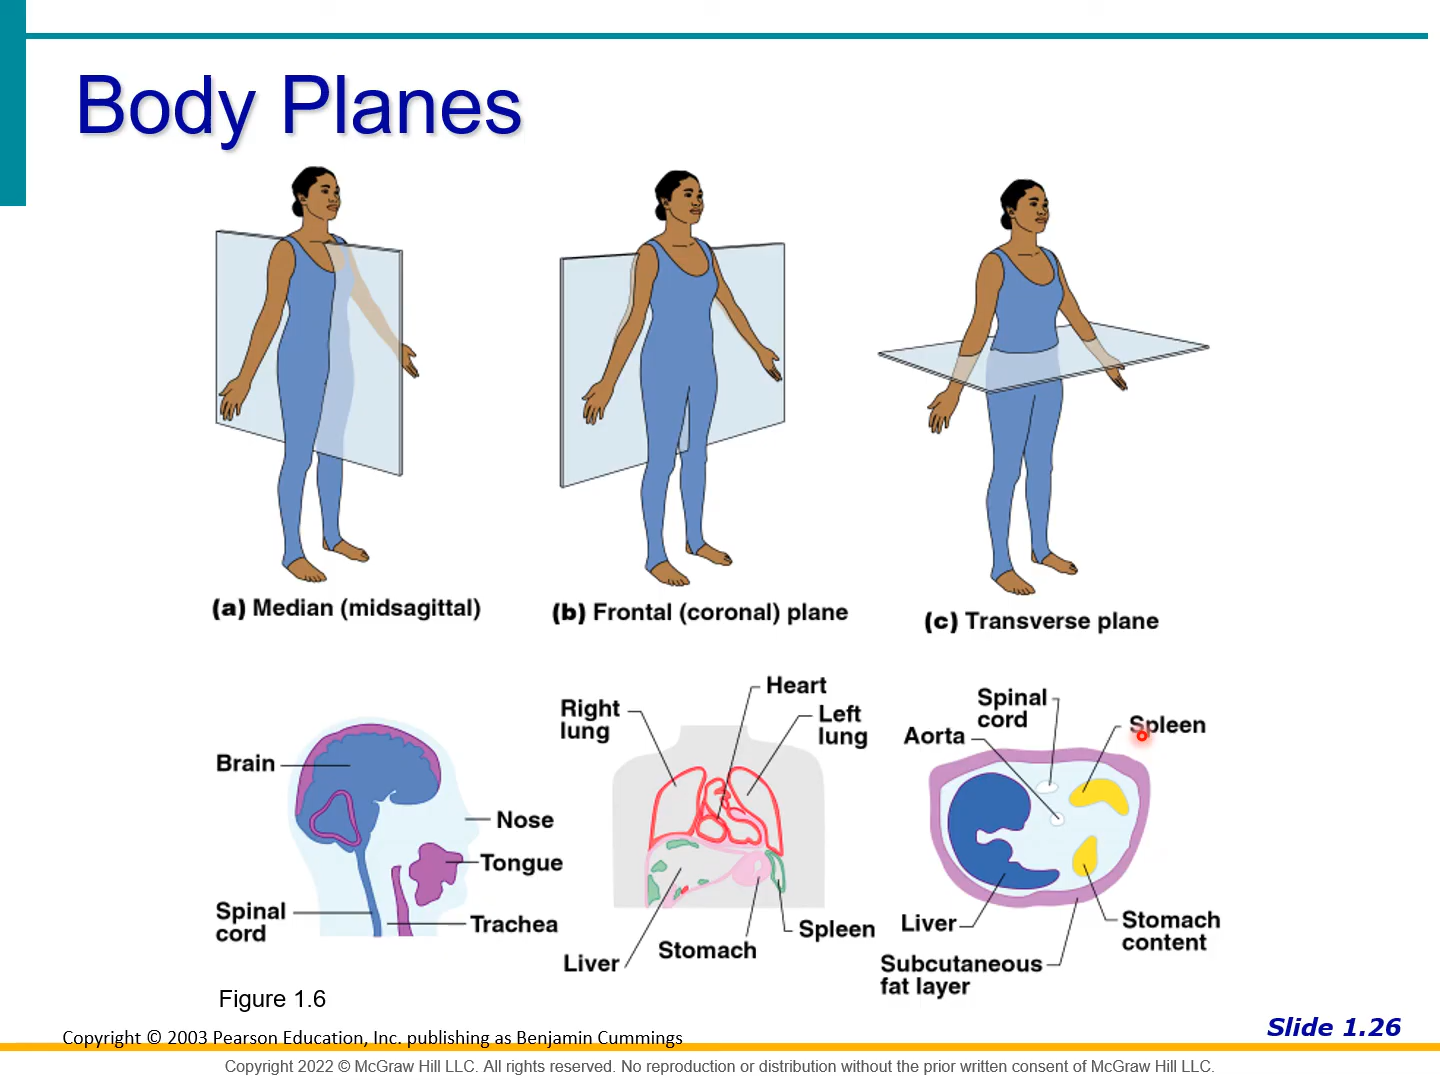 Body Planes
(a) Median (midsagittal)
(b) Frontal (coronal) plane
(c) Transverse plane
Brain
Nose
Tongue
Spinal
cord
Trachea
Heart
Right
lung
Left
lung
Liver
Stomach
Spleen
Spinal
cord
Aorta
Spleen
Liver
Stomach
content
Subcutaneous
fat layer
Figure 1.6
Slide 1.26
Copyright © 2003 Pearson Education, Inc. publishing as Benjamin Cummings
Copyright 2022 © McGraw Hill LLC. All rights reserved. No reproduction or distribution without the prior written consent of McGraw Hill LLC.